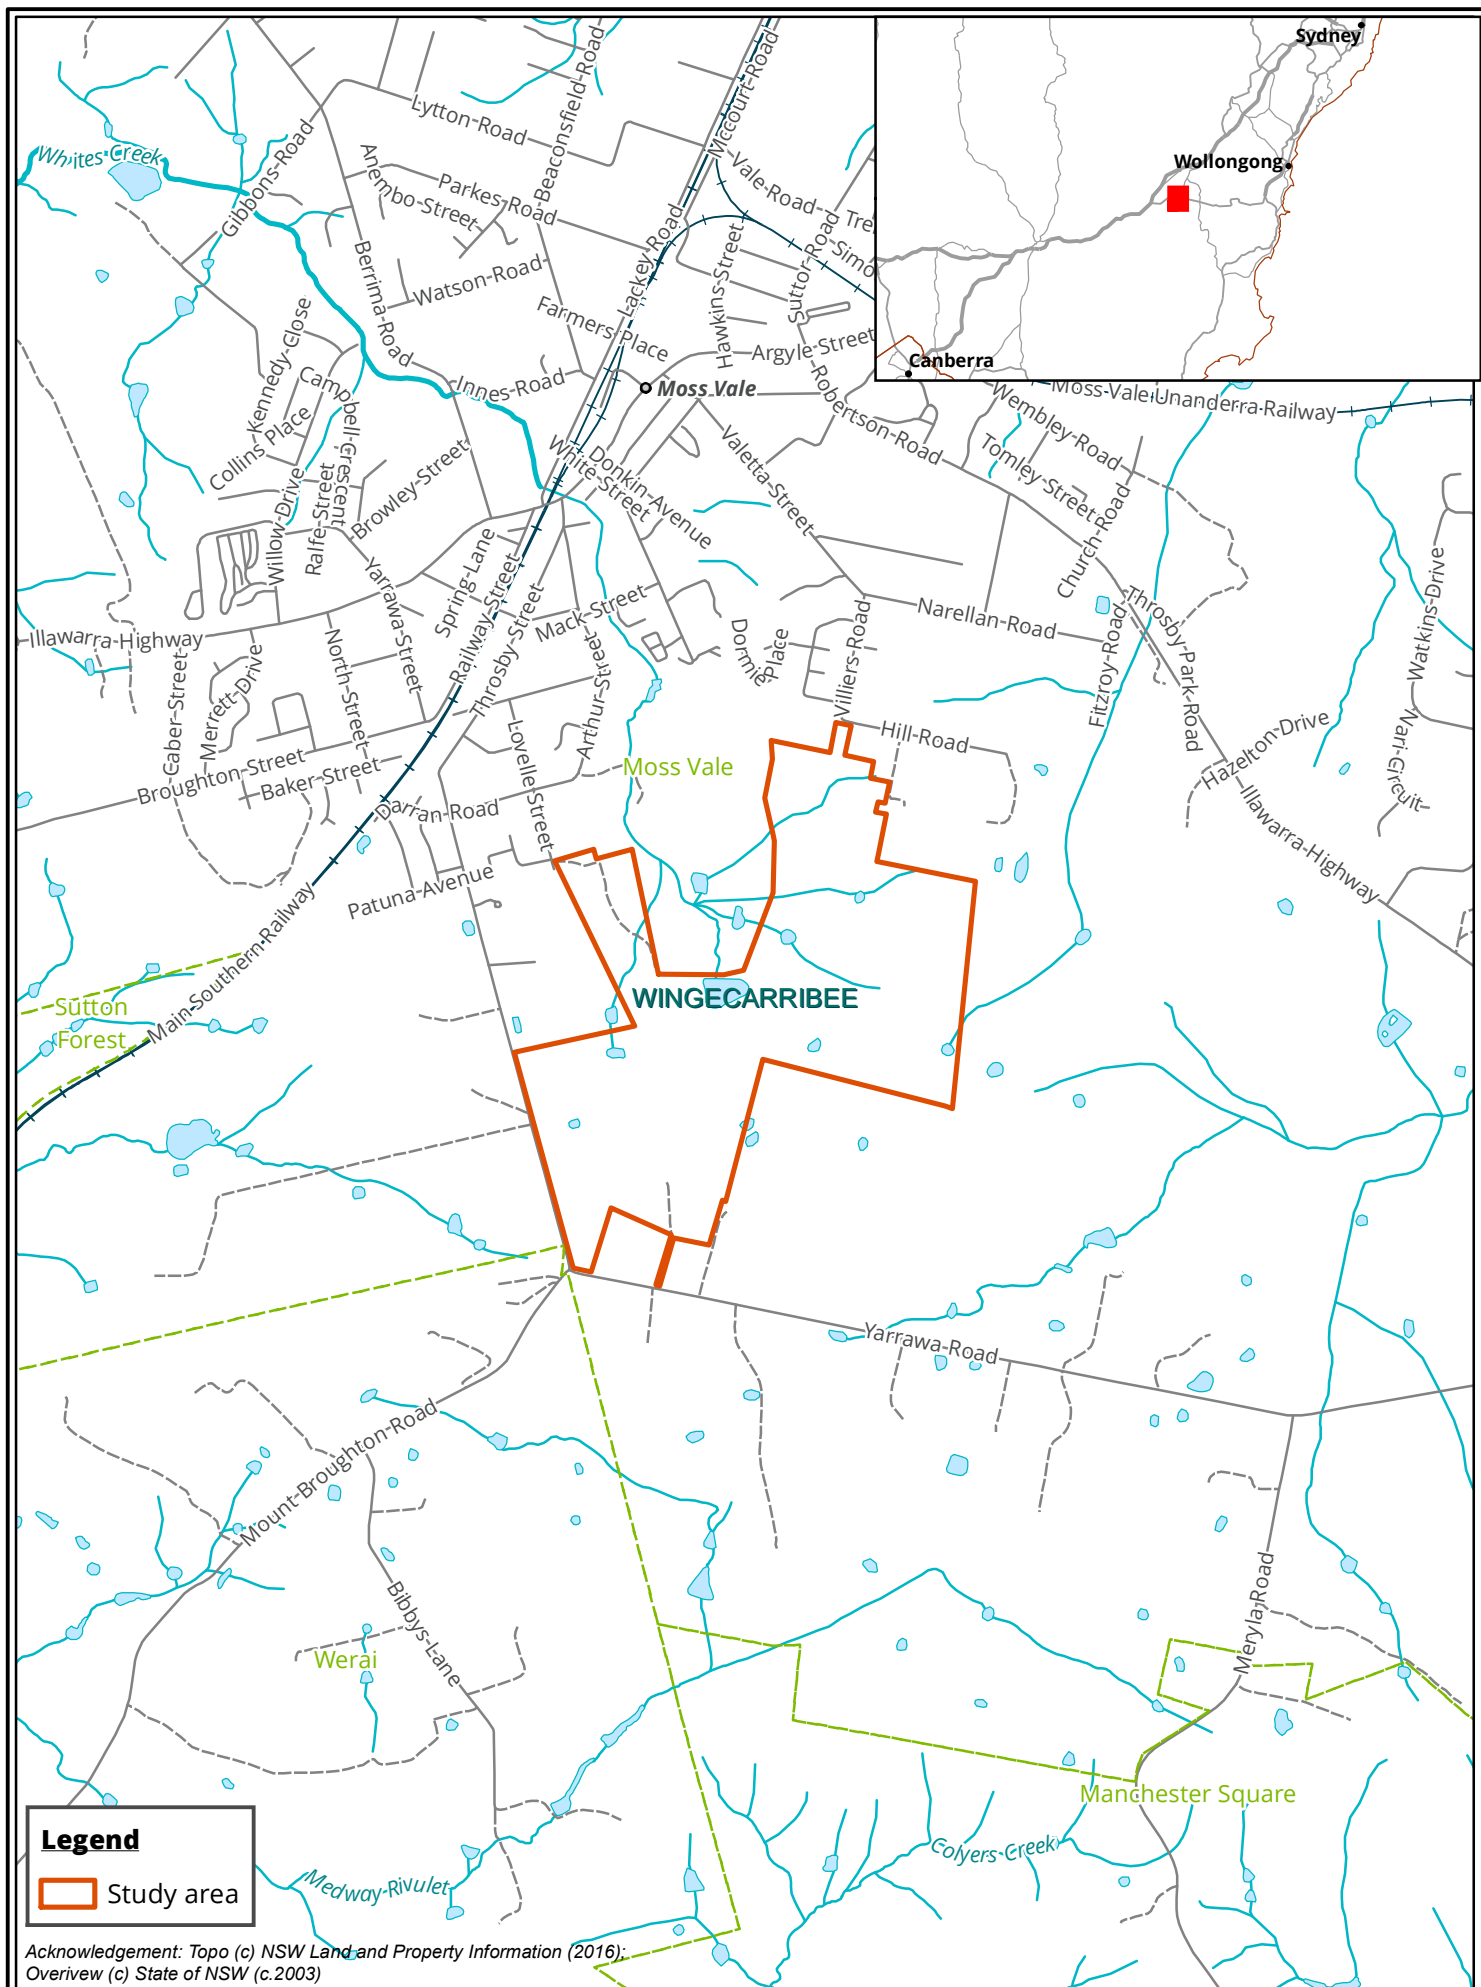 Sydney
Wollongong
Canberra
Whites Creek
Gibbons Road
Lytton Road
Beaconsfield Road
Mccourt Road
Anembo Street
Parkes Road
Vale Road
Berrima Road
Watson Road
Lackey Road
Hawkins Street
Suttor Road
Farmers Place
Argyle Street
Kennedy Close
Campbell Crescent
Collins Place
Innes Road
Moss Vale
Robertson Road
Moss Vale Unanderra Railway
Wembley Road
Tomley Street
Church Road
Willow Drive
Ralfe Street
Browley Street
White Street
Donkin Avenue
Valetta Street
Yarrawa Street
Spring Lane
Railway Street
Throsby Street
Mack Street
Arthur Street
Dormie Place
Villiers Road
Narellan Road
Fitzroy Road
Throsby Park Road
Watkins Drive
Nari Circuit
Illawarra Highway
Caber Street
Merrett Drive
North Street
Broughton Street
Baker Street
Lovelle Street
Darran Road
Patuna Avenue
Moss Vale
Hill Road
Hazelton Drive
Illawarra Highway
Main Southern Railway
Sutton
Forest
WINGECARRIBEE
Yarrawa Road
Mount Broughton Road
Bibbys Lane
Werai
Meryla Road
Manchester Square
Colyers Creek
Medway Rivulet
Legend
Study area
Acknowledgement: Topo (c) NSW Land and Property Information (2016);
Overivew (c) State of NSW (c.2003)